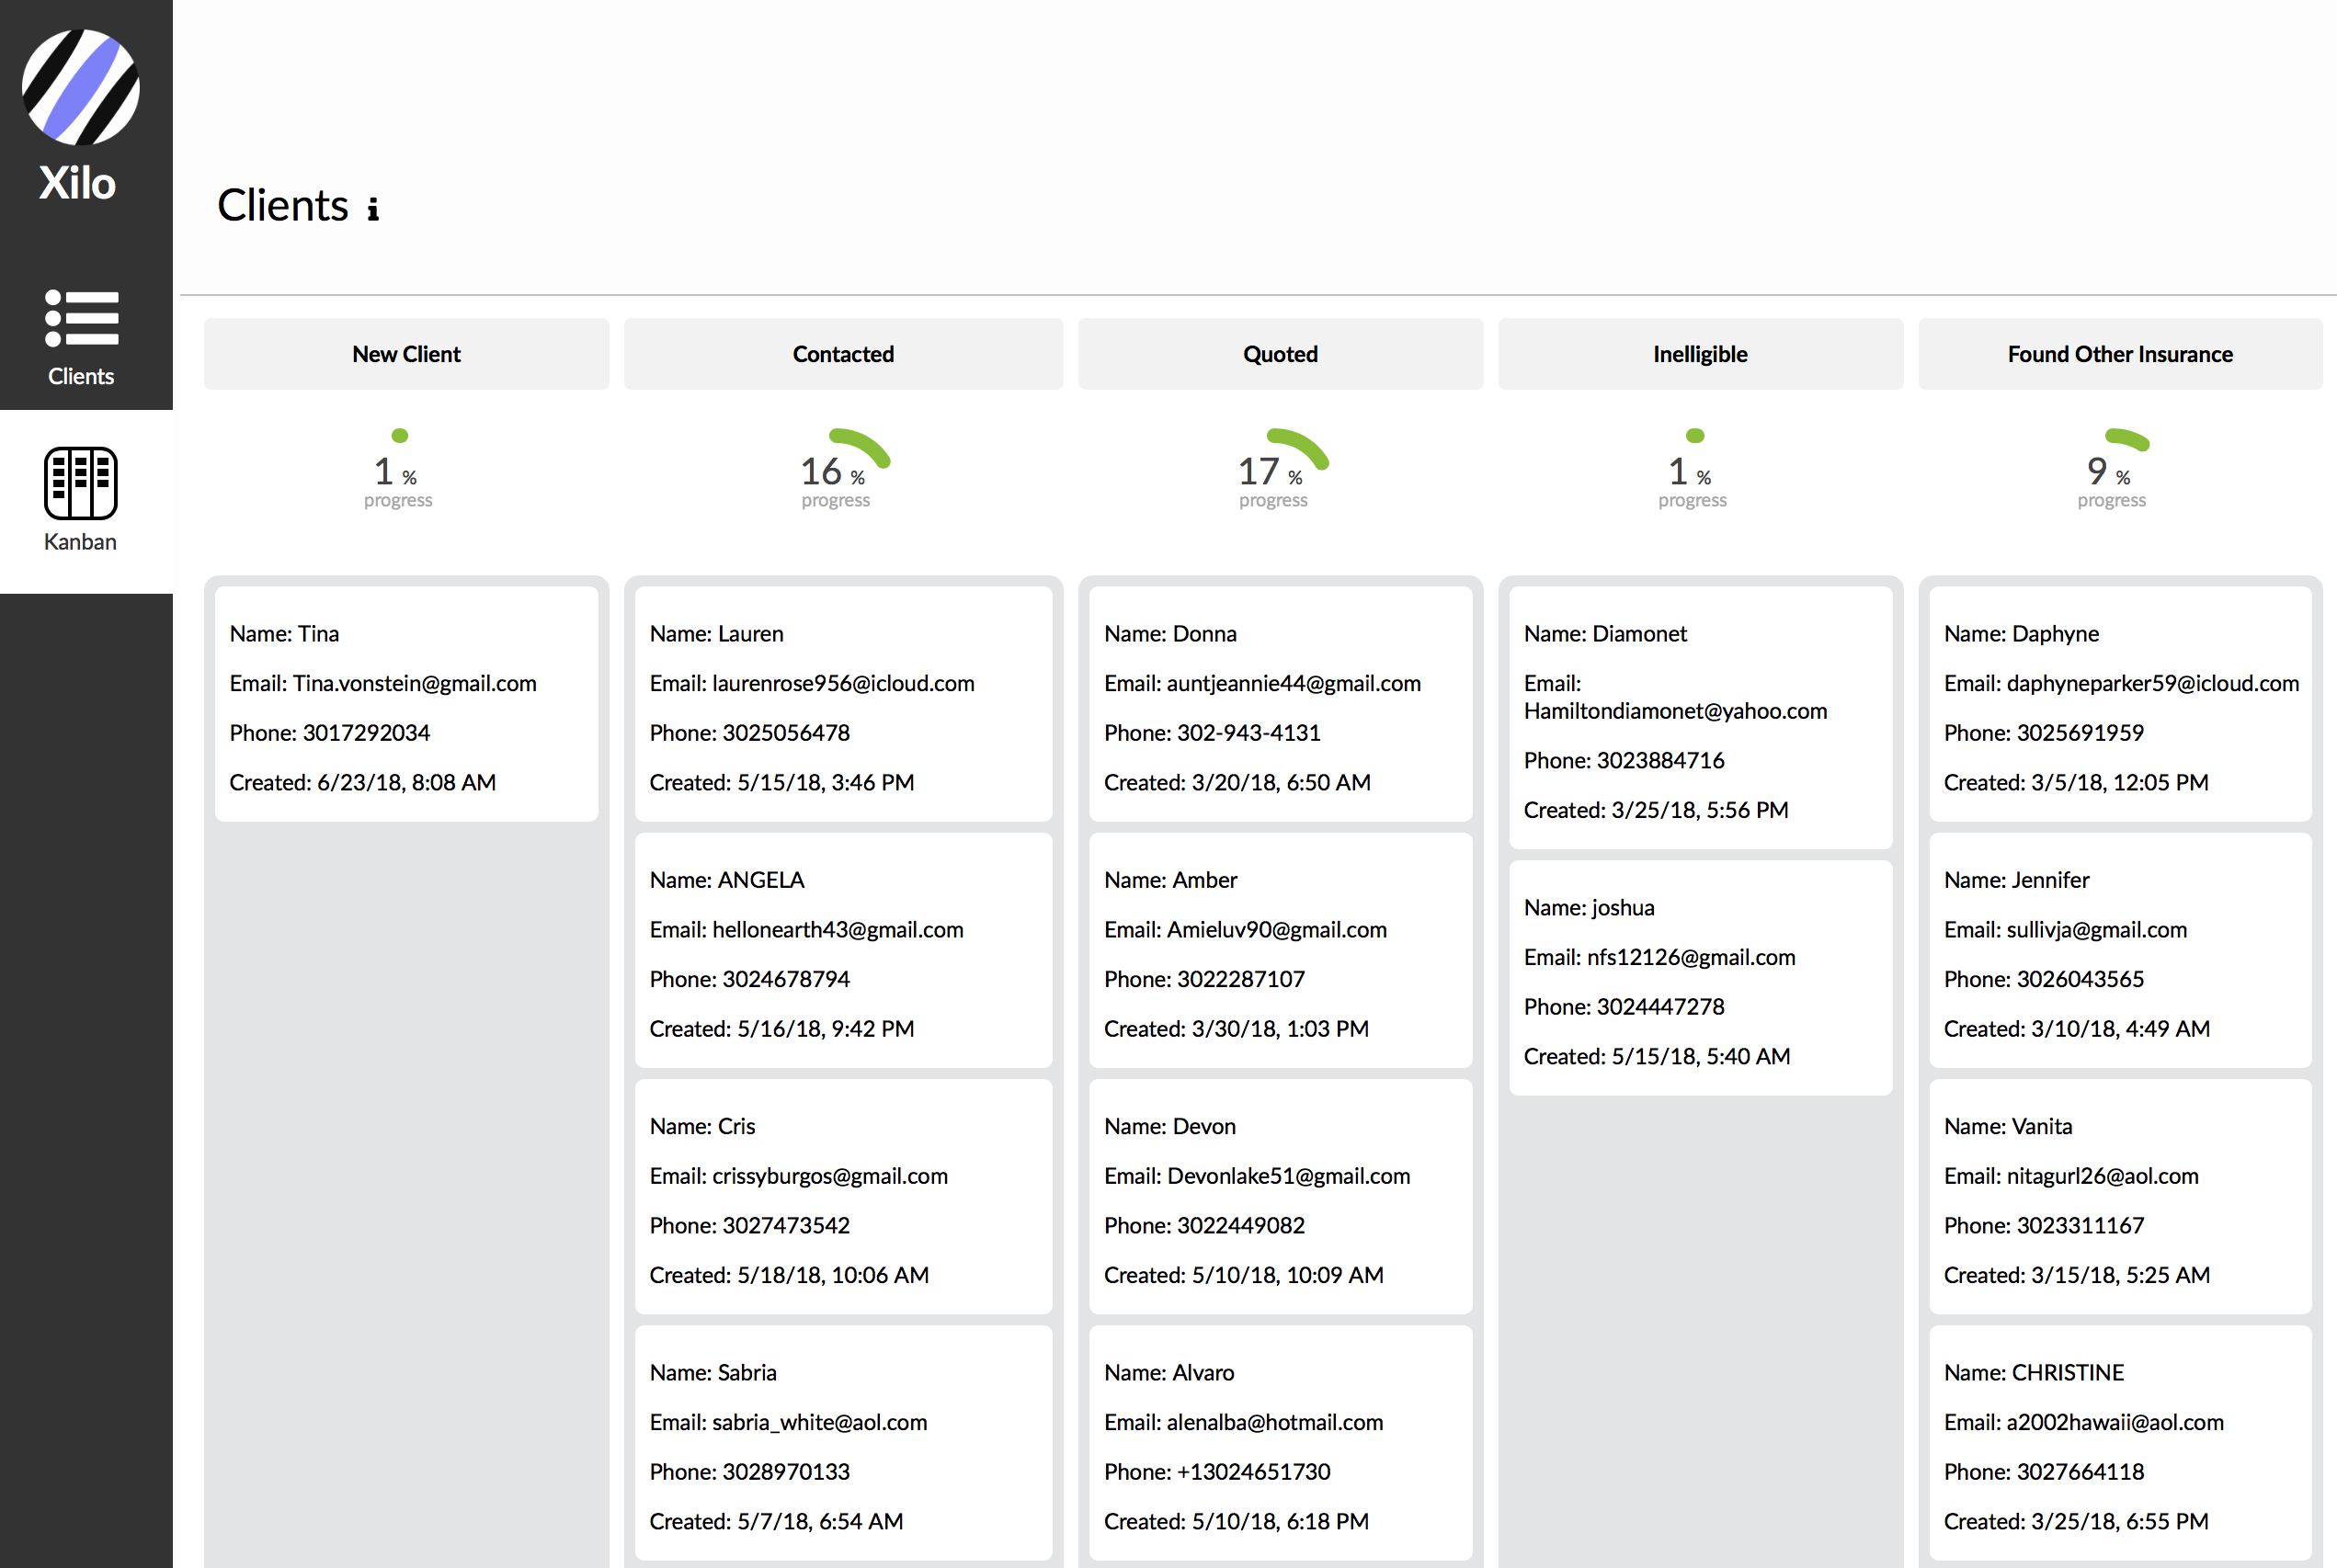 Xilo
Clients
Kanban
Clients i
New Client
1 %
progress
Name: Tina
Email: Tina.vonstein@gmail.com
Phone: 3017292034
Created: 6/23/18, 8:08 AM
Contacted
16 %
progress
Name: Lauren
Email: laurenrose956@icloud.com
Phone: 3025056478
Created: 5/15/18, 3:46 PM
Name: ANGELA
Email: hellonearth43@gmail.com
Phone: 3024678794
Created: 5/16/18, 9:42 PM
Name: Cris
Email: crissyburgos@gmail.com
Phone: 3027473542
Created: 5/18/18, 10:06 AM
Name: Sabria
Email: sabria_white@aol.com
Phone: 3028970133
Created: 5/7/18, 6:54 AM
Quoted
17 %
progress
Name: Donna
Email: auntjeannie44@gmail.com
Phone: 302-943-4131
Created: 3/20/18, 6:50 AM
Name: Amber
Email: Amieluv90@gmail.com
Phone: 3022287107
Created: 3/30/18, 1:03 PM
Name: Devon
Email: Devonlake51@gmail.com
Phone: 3022449082
Created: 5/10/18, 10:09 AM
Name: Alvaro
Email: alenalba@hotmail.com
Phone: +13024651730
Created: 5/10/18, 6:18 PM
Inelligible
1 %
progress
Name: Diamonet
Email:
Hamiltondiamonet@yahoo.com
Phone: 3023884716
Created: 3/25/18, 5:56 PM
Name: joshua
Email: nfs12126@gmail.com
Phone: 3024447278
Created: 5/15/18, 5:40 AM
Found Other Insurance
9 %
progress
Name: Daphyne
Email: daphyneparker59@icloud.com
Phone: 3025691959
Created: 3/5/18, 12:05 PM
Name: Jennifer
Email: sullivja@gmail.com
Phone: 3026043565
Created: 3/10/18, 4:49 AM
Name: Vanita
Email: nitagurl26@aol.com
Phone: 3023311167
Created: 3/15/18, 5:25 AM
Name: CHRISTINE
Email: a2002hawaii@aol.com
Phone: 3027664118
Created: 3/25/18, 6:55 PM